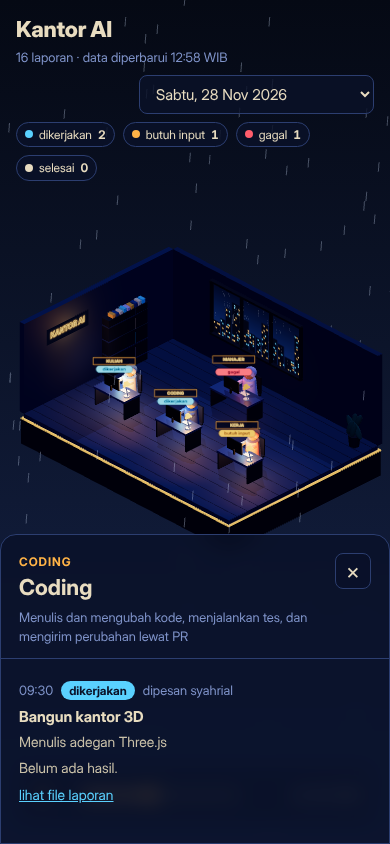 Kantor AI
16 laporan · data diperbarui 12:58 WIB
Sabtu, 28 Nov 2026
dikerjakan 2
butuh input 1
gagal 1
selesai 0
KANTOR AI
KULIAH
dikerjakan
MANAJER
gagal
CODING
dikerjakan
KERJA
butuh input
CODING
Coding
×
Menulis dan mengubah kode, menjalankan tes, dan
mengirim perubahan lewat PR
09:30 dikerjakan dipesan syahrial
Bangun kantor 3D
Menulis adegan Three.js
Belum ada hasil.
lihat file laporan